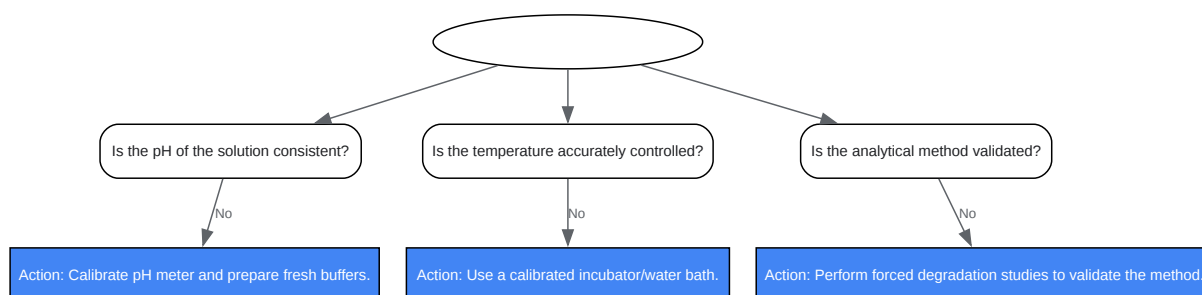 Is the pH of the solution consistent?
Is the temperature accurately controlled?
Is the analytical method validated?
No
No
No
Action: Calibrate pH meter and prepare fresh buffers.
Action: Use a calibrated incubator/water bath.
Action: Perform forced degradation studies to validate the method.